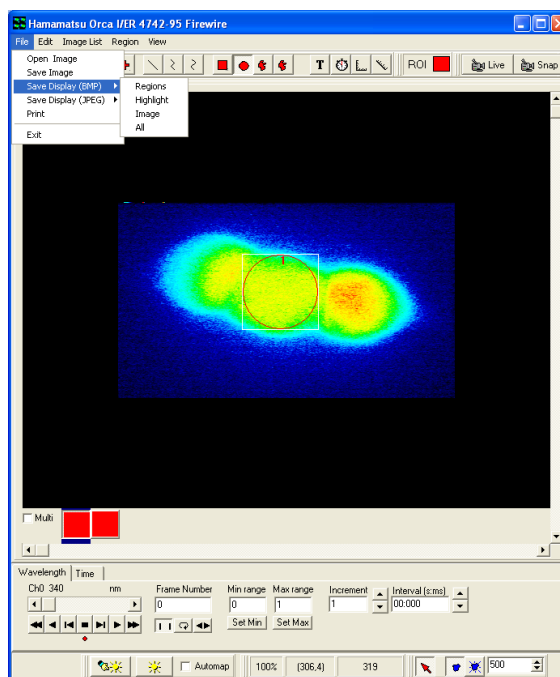 Hamamatsu Orca I/ER 4742-95 Firewire
File Edit Image List Region View
Open Image
Save Image
Save Display (BMP)
Save Display (JPEG)
Print
Exit
Regions
Highlight
Image
All
T ROI Live Snap
1
Multi
Wavelength Time
Ch0 340 nm
Frame Number
0
Min range Max range
0 1
Set Min Set Max
Increment
1
Interval (s:ms)
00:000
Automap 100% (306,4) 319 500